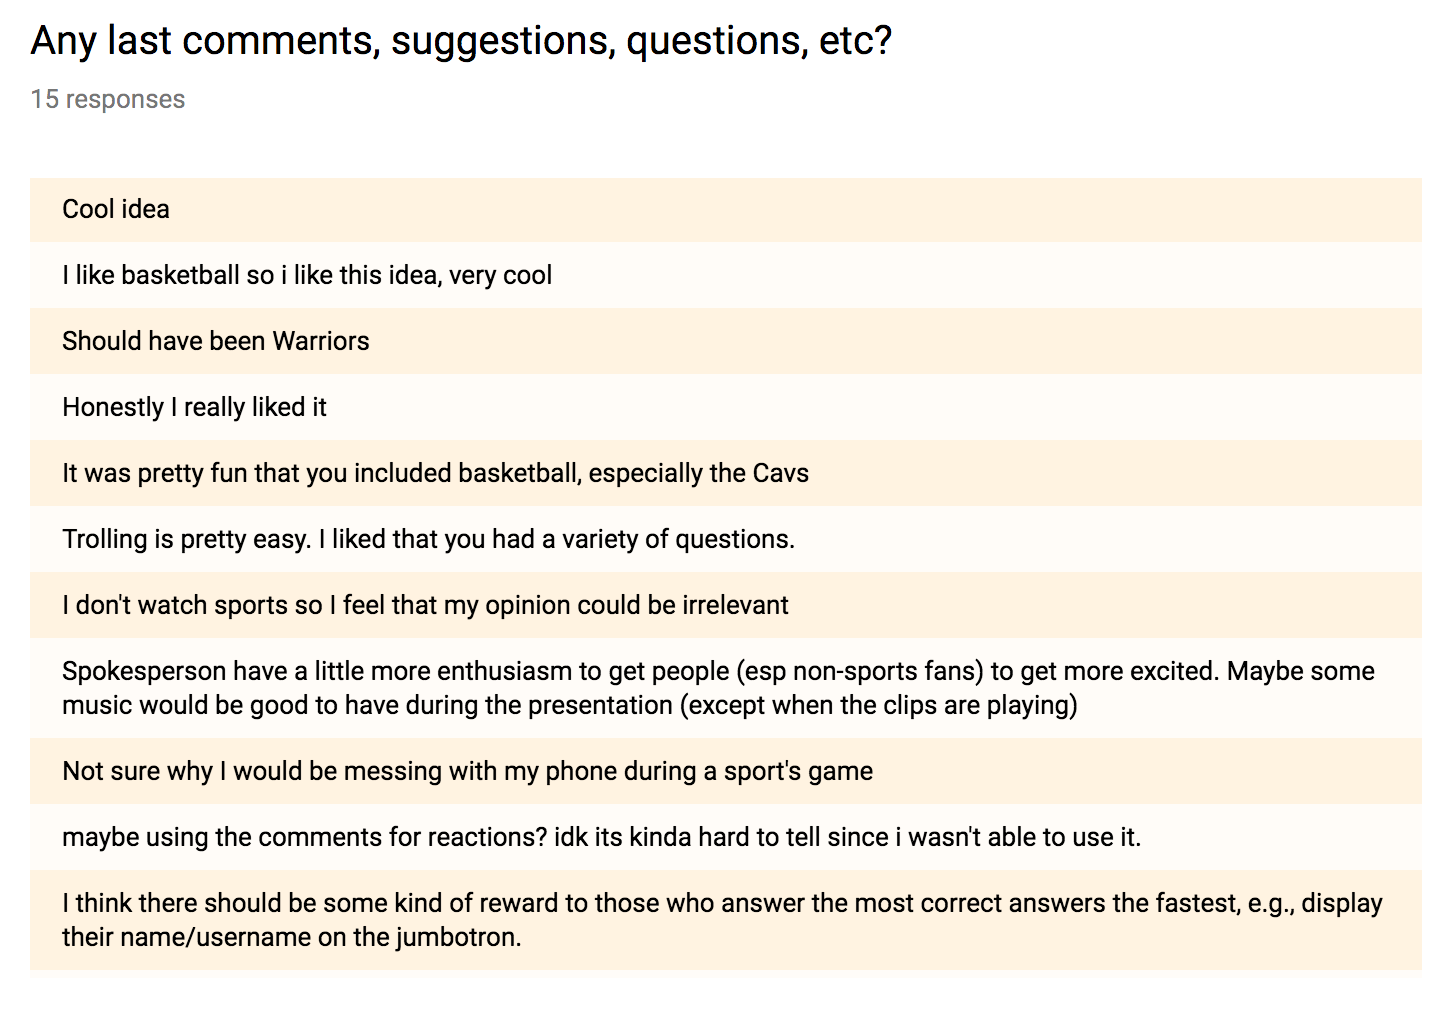 Any last comments, suggestions, questions, etc?
15 responses
Cool idea
I like basketball so i like this idea, very cool
Should have been Warriors
Honestly I really liked it
It was pretty fun that you included basketball, especially the Cavs
Trolling is pretty easy. I liked that you had a variety of questions.
I don't watch sports so I feel that my opinion could be irrelevant
Spokesperson have a little more enthusiasm to get people (esp non-sports fans) to get more excited. Maybe some
music would be good to have during the presentation (except when the clips are playing)
Not sure why I would be messing with my phone during a sport's game
maybe using the comments for reactions? idk its kinda hard to tell since i wasn't able to use it.
I think there should be some kind of reward to those who answer the most correct answers the fastest, e.g., display
their name/username on the jumbotron.